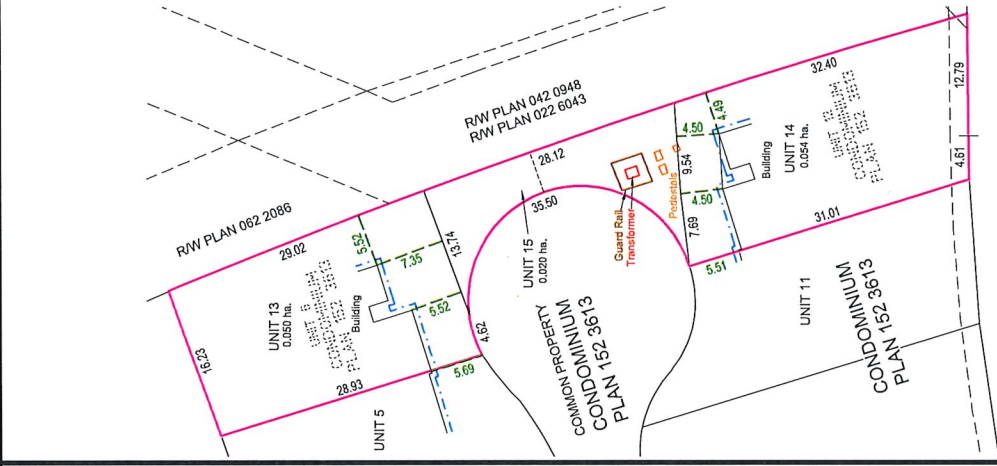 R/W PLAN 062 2086
R/W PLAN 042 0948
R/W PLAN 022 6043
29.02
16.23
UNIT 13
0.050 ha.
UNIT 6
CONDOMINIUM
PLAN 152 3613
Building
28.93
5.52
7.35
13.74
5.52
5.69
4.62
UNIT 5
28.12
35.50
UNIT 15
0.020 ha.
COMMON PROPERTY
CONDOMINIUM
PLAN 152 3613
Guard Rail
Transformer
Pedestals
4.50
4.49
9.54
4.50
7.69
5.51
Building
UNIT 14
0.054 ha.
UNIT 12
CONDOMINIUM
PLAN 152 3613
32.40
12.79
4.61
31.01
UNIT 11
CONDOMINIUM
PLAN 152 3613